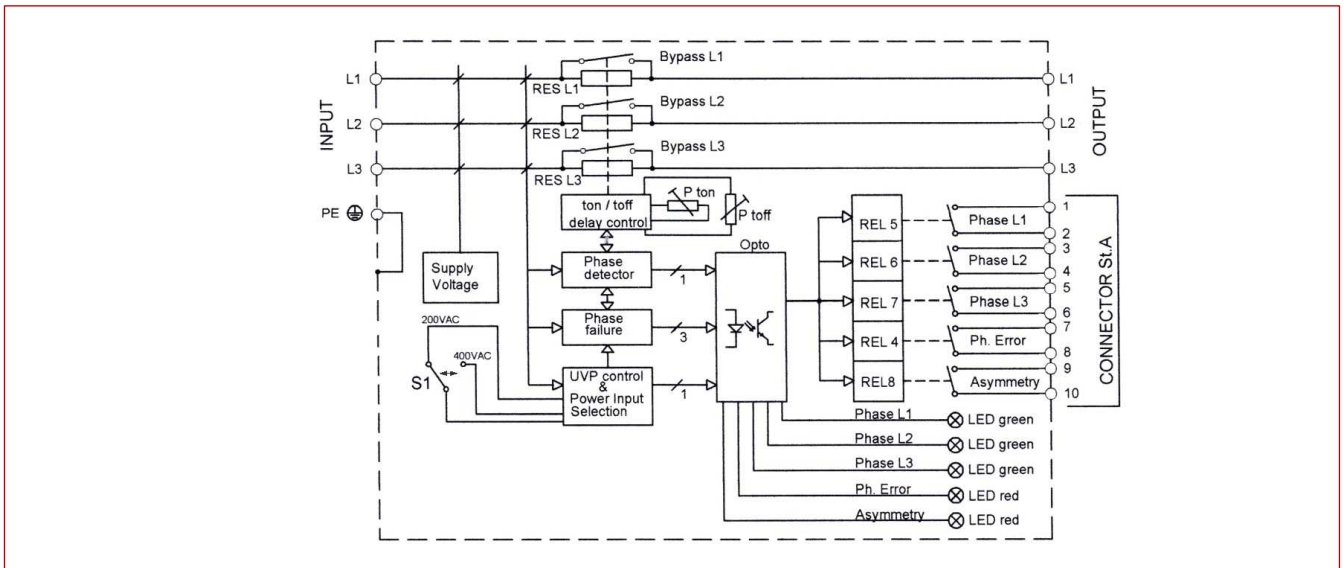 INPUT
L1
L2
L3
PE
RES L1
RES L2
RES L3
Bypass L1
Bypass L2
Bypass L3
L1
L2
L3
OUTPUT
ton / toff
delay control
P ton
P toff
Supply
Voltage
Phase
detector
1
Phase
failure
3
UVP control
&
Power Input
Selection
1
200VAC
400VAC
S1
Opto
REL 5
REL 6
REL 7
REL 4
REL8
Phase L1
Phase L2
Phase L3
Ph. Error
Asymmetry
1
2
3
4
5
6
7
8
9
10
CONNECTOR St.A
Phase L1
LED green
Phase L2
LED green
Phase L3
LED green
Ph. Error
LED red
Asymmetry
LED red